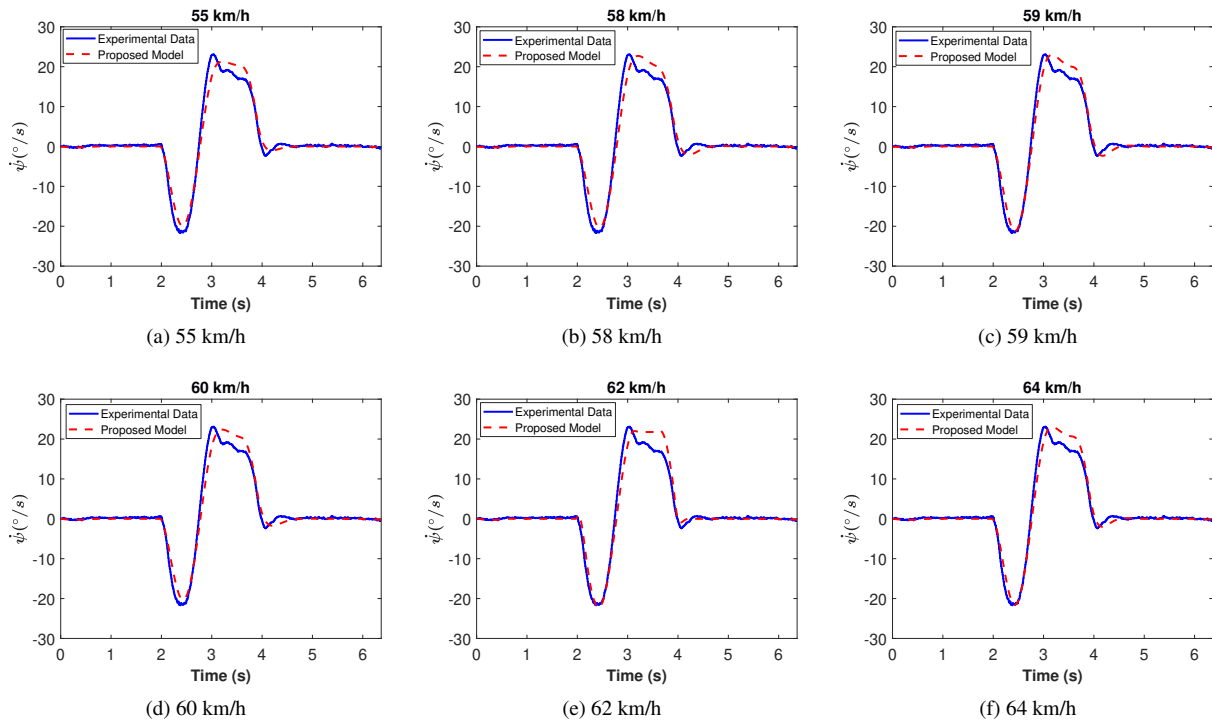 55 km/h
Experimental Data
Proposed Model
30
20
10
0
-10
-20
-30
ψ̇(°/s)
0 1 2 3 4 5 6
Time (s)
(a) 55 km/h
58 km/h
Experimental Data
Proposed Model
30
20
10
0
-10
-20
-30
ψ̇(°/s)
0 1 2 3 4 5 6
Time (s)
(b) 58 km/h
59 km/h
Experimental Data
Proposed Model
30
20
10
0
-10
-20
-30
ψ̇(°/s)
0 1 2 3 4 5 6
Time (s)
(c) 59 km/h
60 km/h
Experimental Data
Proposed Model
30
20
10
0
-10
-20
-30
ψ̇(°/s)
0 1 2 3 4 5 6
Time (s)
(d) 60 km/h
62 km/h
Experimental Data
Proposed Model
30
20
10
0
-10
-20
-30
ψ̇(°/s)
0 1 2 3 4 5 6
Time (s)
(e) 62 km/h
64 km/h
Experimental Data
Proposed Model
30
20
10
0
-10
-20
-30
ψ̇(°/s)
0 1 2 3 4 5 6
Time (s)
(f) 64 km/h